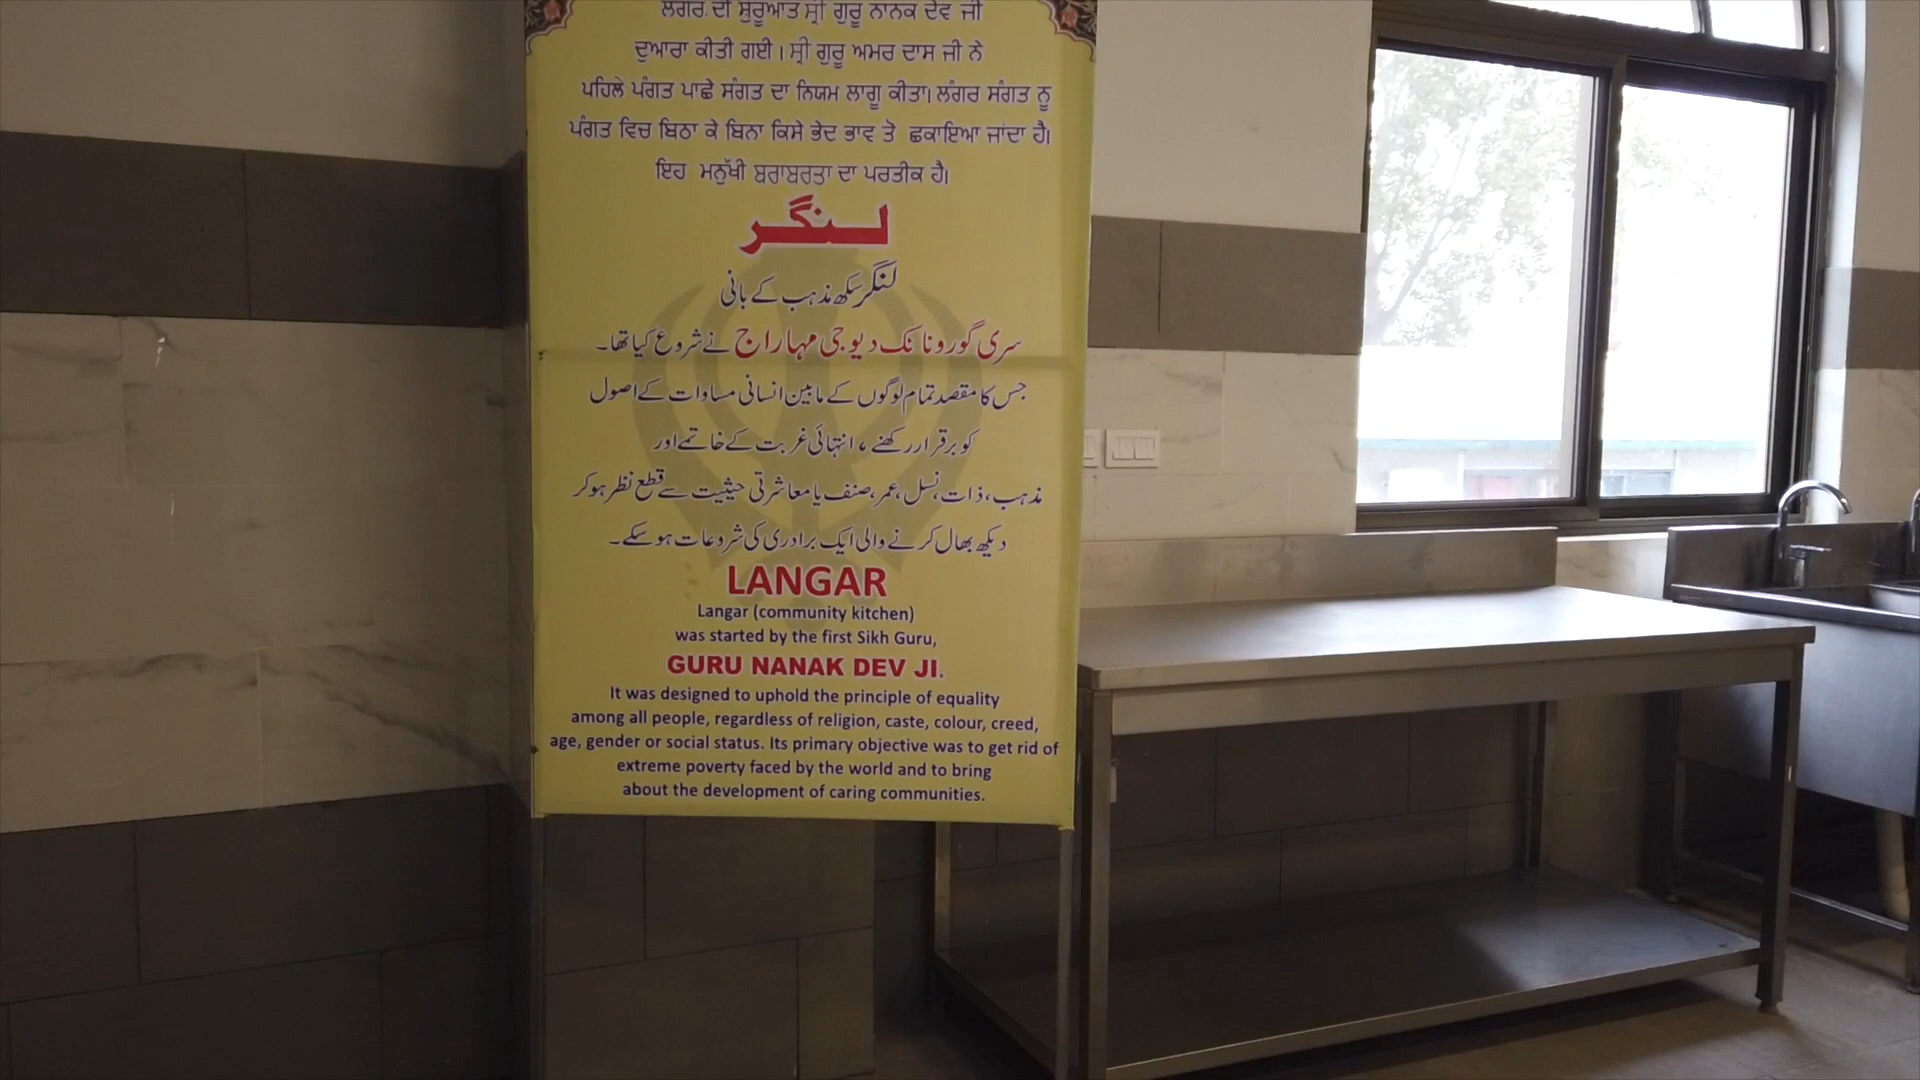 ਲੰਗਰ ਦੀ ਸ਼ੁਰੂਆਤ ਸ੍ਰੀ ਗੁਰੂ ਨਾਨਕ ਦੇਵ ਜੀ
ਦੁਆਰਾ ਕੀਤੀ ਗਈ। ਸ੍ਰੀ ਗੁਰੂ ਅਮਰ ਦਾਸ ਜੀ ਨੇ
ਪਹਿਲੇ ਪੰਗਤ ਪਾਛੇ ਸੰਗਤ ਦਾ ਨਿਯਮ ਲਾਗੂ ਕੀਤਾ। ਲੰਗਰ ਸੰਗਤ ਨੂ
ਪੰਗਤ ਵਿਚ ਬਿਠਾ ਕੇ ਬਿਨਾ ਕਿਸੇ ਭੇਦ ਭਾਵ ਤੋ ਛਕਾਇਆ ਜਾਂਦਾ ਹੈ।
ਇਹ ਮਨੁੱਖੀ ਬਰਾਬਰਤਾ ਦਾ ਪਰਤੀਕ ਹੈ।
لنگر
لنگر سکھ مذہب کے بانی
سری گورو نانک دیو جی مہاراج نے شروع کیا تھا۔
جس کا مقصد تمام لوگوں کے مابین انسانی مساوات کے اصول
کو برقرار رکھنے، انتہائی غربت کے خاتمے اور
مذہب، ذات، نسل، عمر، صنف یا معاشرتی حیثیت سے قطع نظر ہو کر
دیکھ بھال کرنے والی ایک برادری کی شروعات ہو سکے۔
LANGAR
Langar (community kitchen)
was started by the first Sikh Guru,
GURU NANAK DEV JI.
It was designed to uphold the principle of equality
among all people, regardless of religion, caste, colour, creed,
age, gender or social status. Its primary objective was to get rid of
extreme poverty faced by the world and to bring
about the development of caring communities.